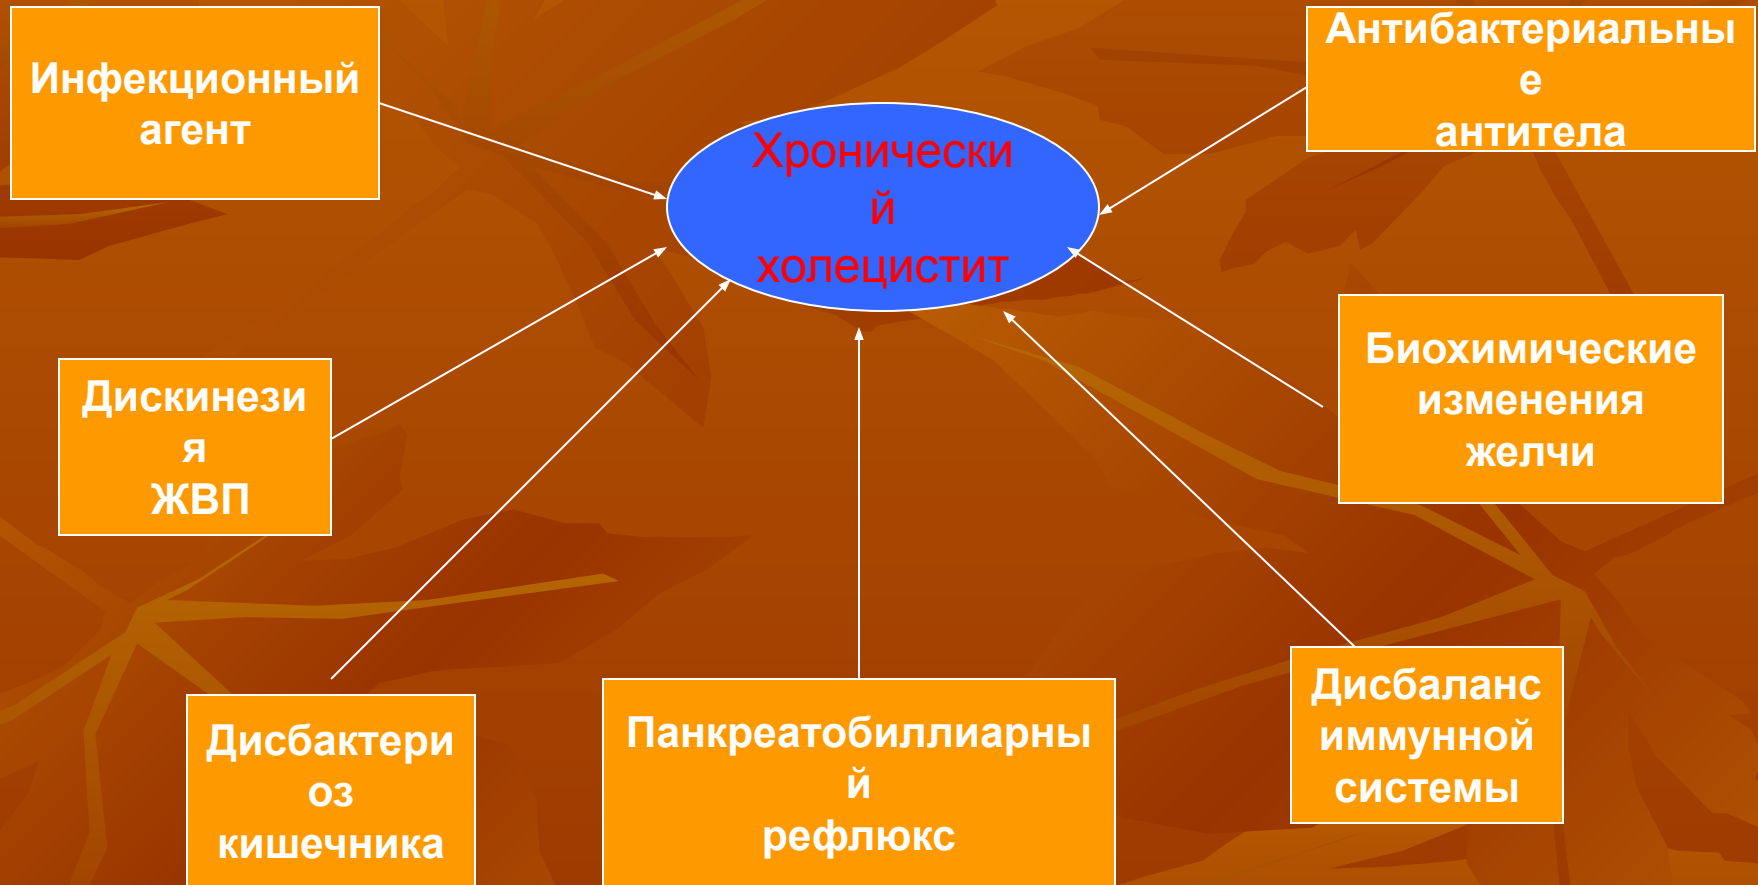 Инфекционный
агент
Антибактериальны
е
антитела
Хронически
й
холецистит
Дискинези
я
ЖВП
Биохимические
изменения
желчи
Дисбактери
оз
кишечника
Панкреатобиллиарны
й
рефлюкс
Дисбаланс
иммунной
системы